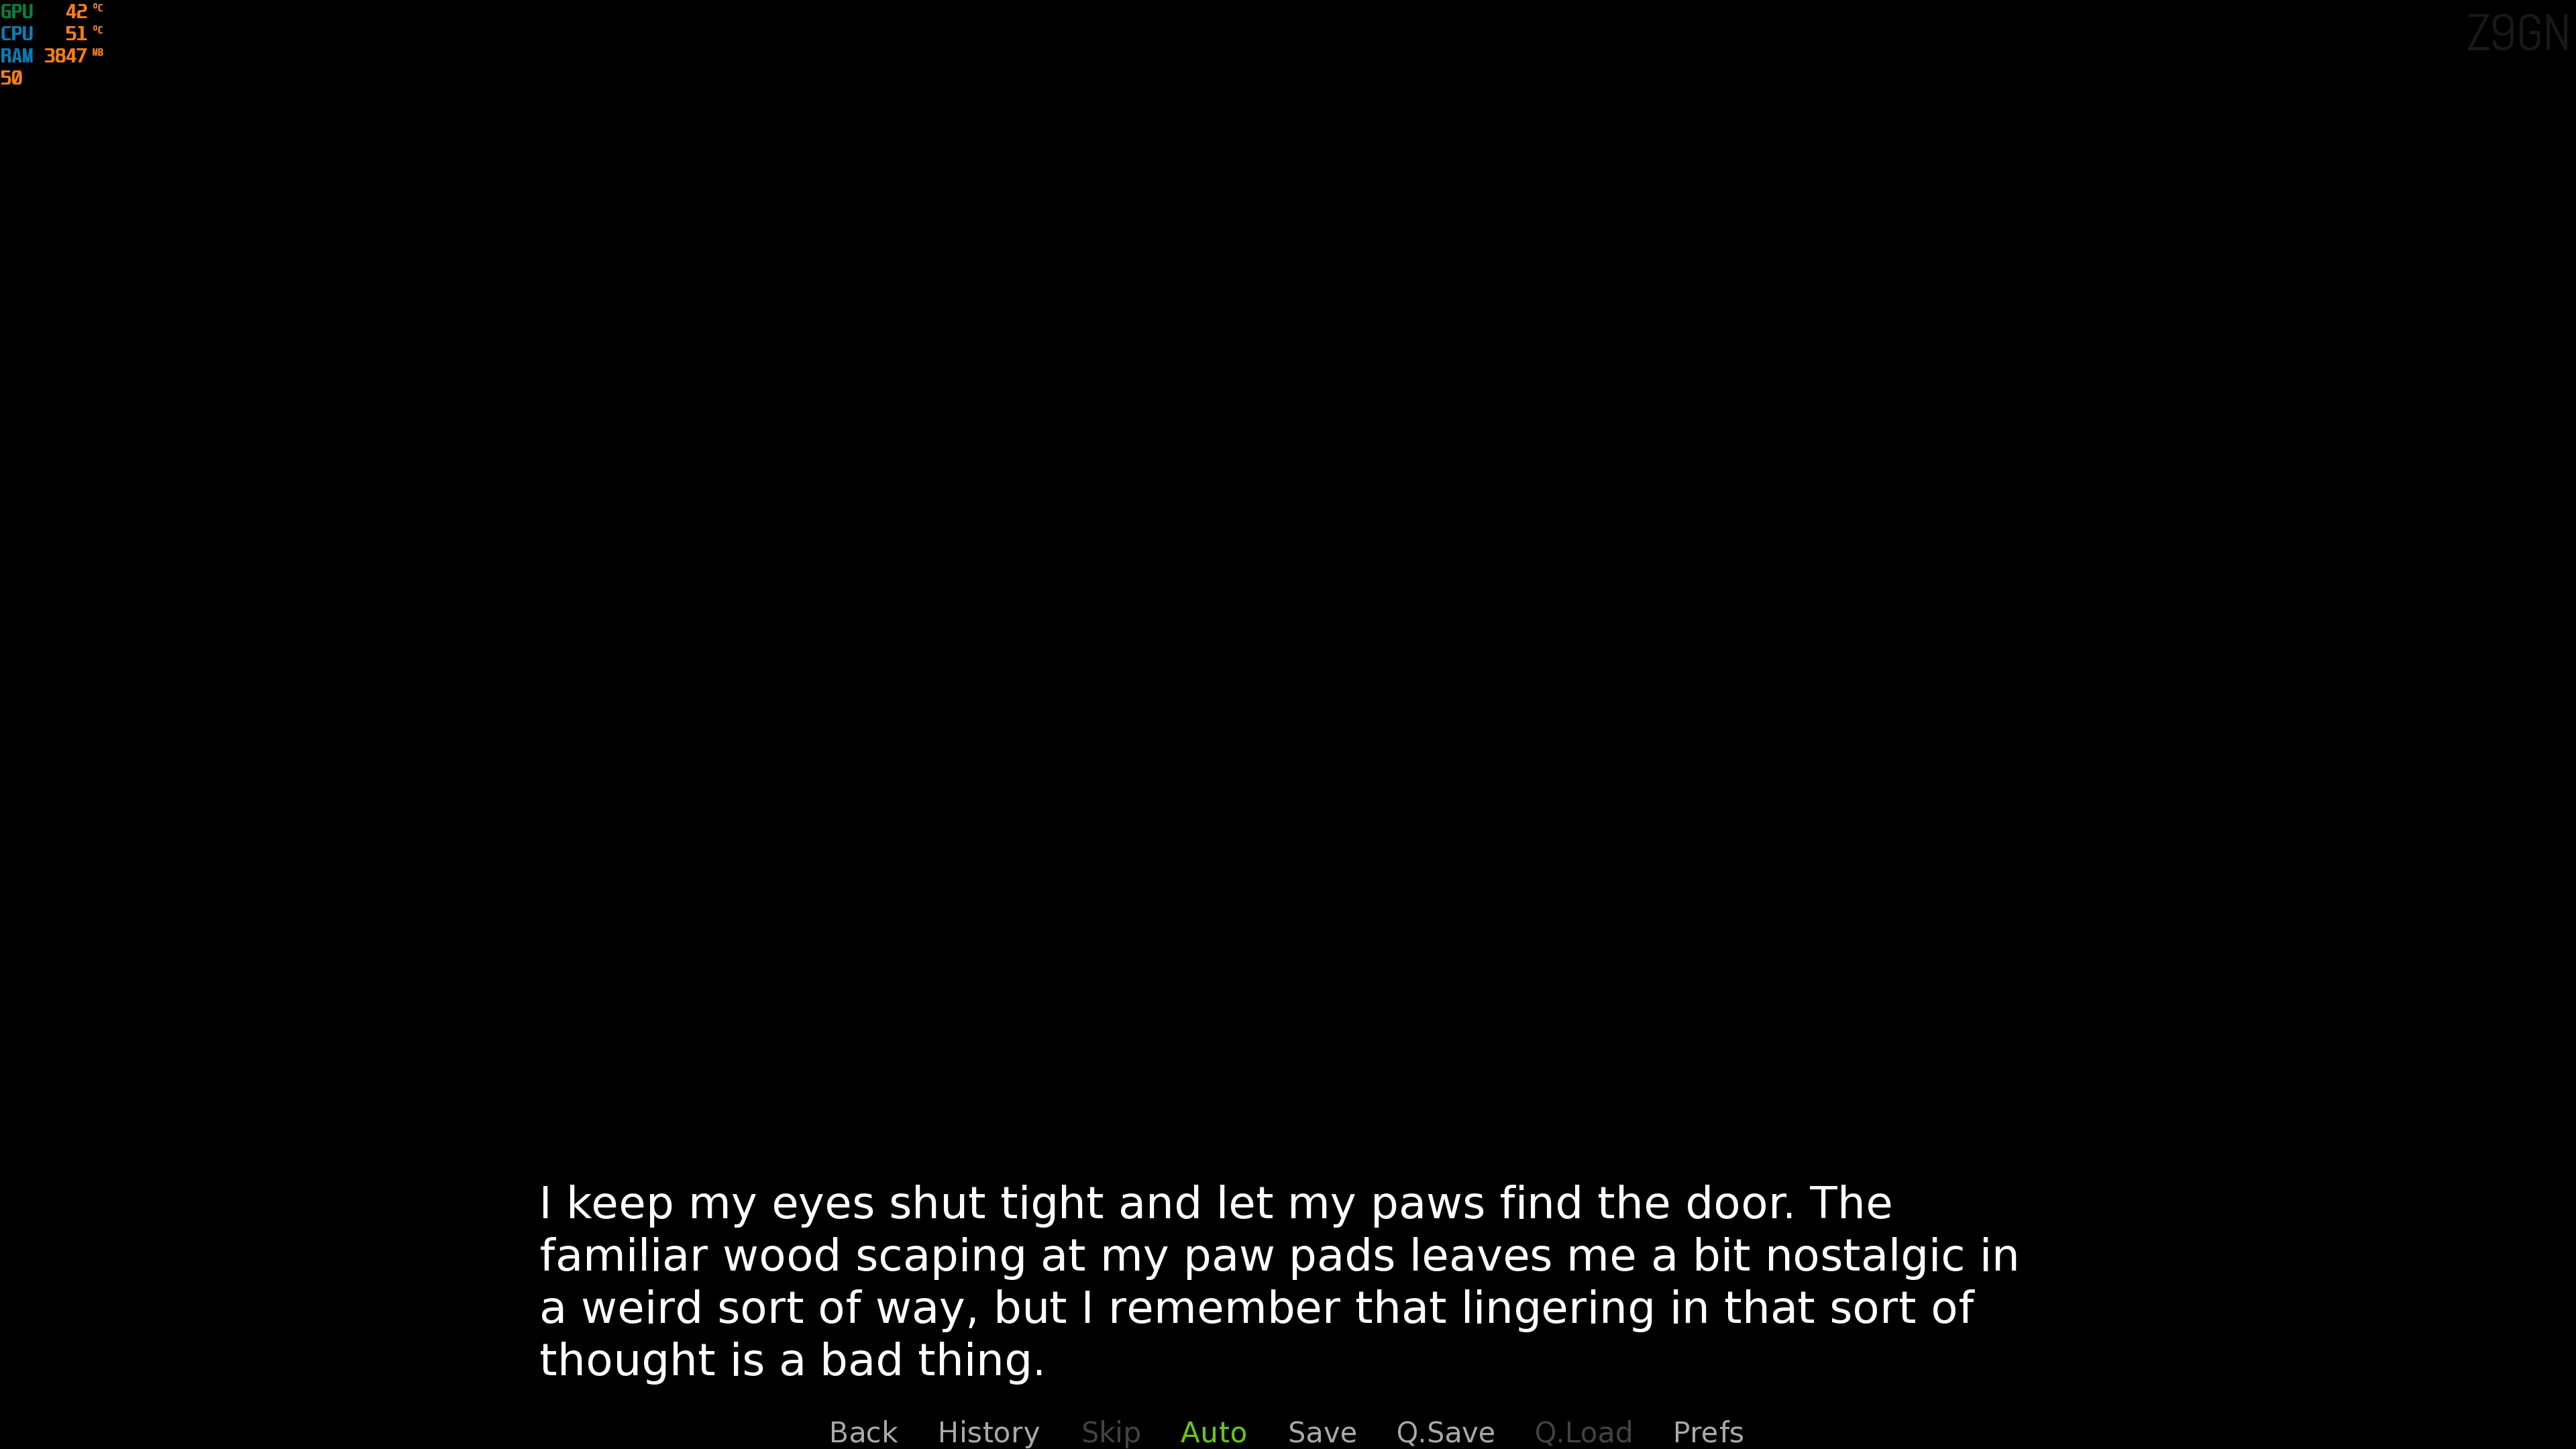 GPU 42 °C
CPU 51 °C
RAM 3847 MB
50
Z9GN
I keep my eyes shut tight and let my paws find the door. The
familiar wood scaping at my paw pads leaves me a bit nostalgic in
a weird sort of way, but I remember that lingering in that sort of
thought is a bad thing.
Back History Skip Auto Save Q.Save Q.Load Prefs